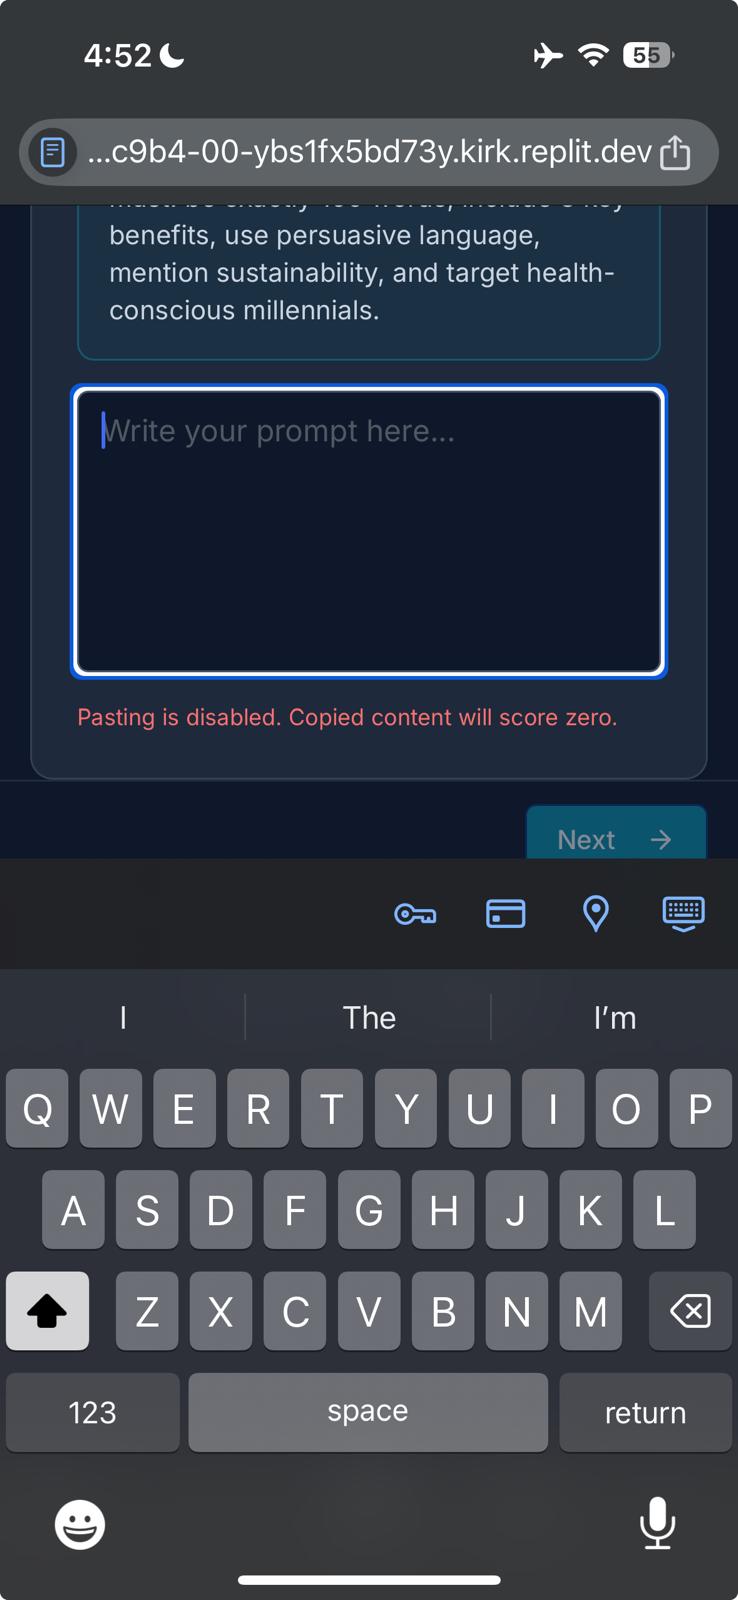 4:52
55
...c9b4-00-ybs1fx5bd73y.kirk.replit.dev
benefits, use persuasive language,
mention sustainability, and target health-
conscious millennials.
Write your prompt here...
Pasting is disabled. Copied content will score zero.
Next
I The I'm
Q W E R T Y U I O P
A S D F G H J K L
Z X C V B N M
123 space return